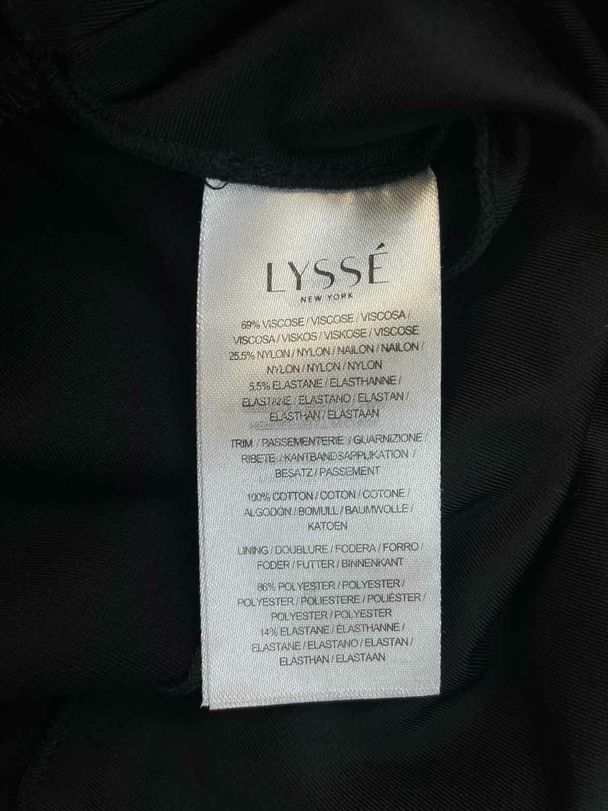 LYSSÉ
NEW YORK
69% VISCOSE / VISCOSE / VISCOSA /
VISCOSA / VISKOS / VISKOSE / VISCOSE
25.5% NYLON / NYLON / NAILON / NAILON /
NYLON / NYLON / NYLON
5.5% ELASTANE / ELASTHANNE /
ELASTANE / ELASTANO / ELASTAN /
ELASTHAN / ELASTAAN
TRIM / PASSEMENTERIE / GUARNIZIONE /
RIBETE / KANTBANDSAPPLIKATION /
BESATZ / PASSEMENT
100% COTTON / COTON / COTONE /
ALGODÓN / BOMULL / BAUMWOLLE /
KATOEN
LINING / DOUBLURE / FODERA / FORRO /
FODER / FUTTER / BINNENKANT
86% POLYESTER / POLYESTER /
POLYESTER / POLIESTERE / POLIÉSTER /
POLYESTER / POLYESTER
14% ELASTANE / ÉLASTHANNE /
ELASTANE / ELASTANO / ELASTAN /
ELASTHAN / ELASTAAN